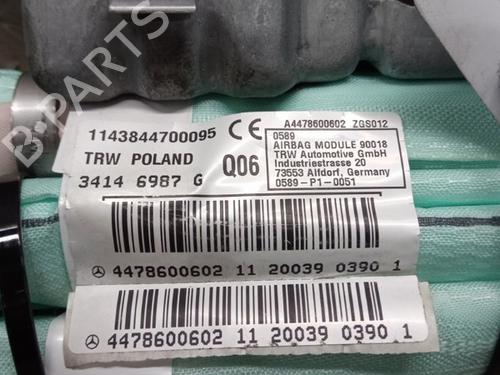 B-PARTS
1143844700095 CE
A4478600602 ZGS012
TRW POLAND
Q06
0589
AIRBAG MODULE 90018
TRW Automotive GmbH
Industriestrasse 20
73553 Alfdorf, Germany
0589-P1-0051
3414 6987 G
4478600602 11 20039 0390 1
4478600602 11 20039 0390 1